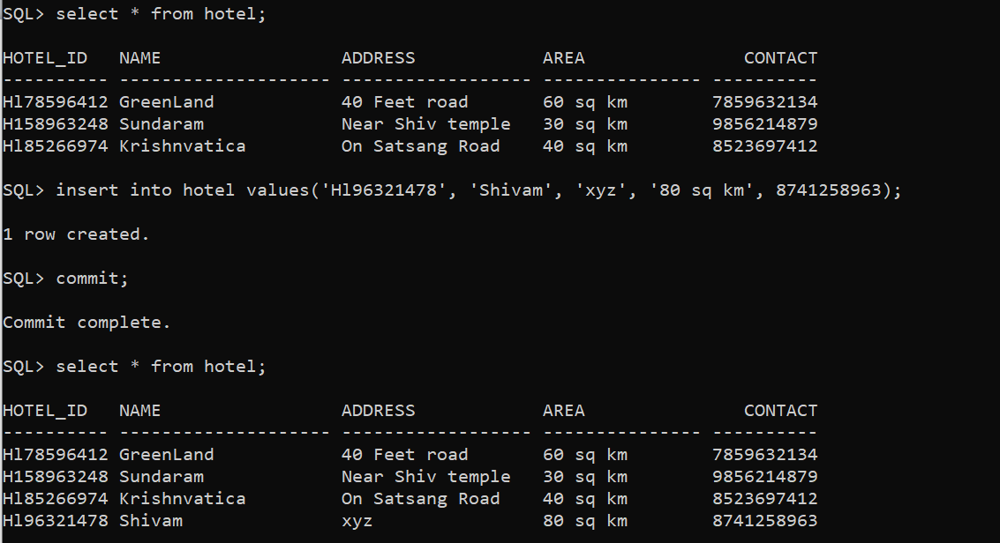 SQL> select * from hotel;
HOTEL_ID   NAME                 ADDRESS            AREA               CONTACT
---------- -------------------- ------------------ --------------- ----------
Hl78596412 GreenLand            40 Feet road       60 sq km        7859632134
H158963248 Sundaram             Near Shiv temple   30 sq km        9856214879
Hl85266974 Krishnvatica         On Satsang Road    40 sq km        8523697412
SQL> insert into hotel values('Hl96321478', 'Shivam', 'xyz', '80 sq km', 8741258963);
1 row created.
SQL> commit;
Commit complete.
SQL> select * from hotel;
HOTEL_ID   NAME                 ADDRESS            AREA               CONTACT
---------- -------------------- ------------------ --------------- ----------
Hl78596412 GreenLand            40 Feet road       60 sq km        7859632134
H158963248 Sundaram             Near Shiv temple   30 sq km        9856214879
Hl85266974 Krishnvatica         On Satsang Road    40 sq km        8523697412
Hl96321478 Shivam               xyz                80 sq km        8741258963